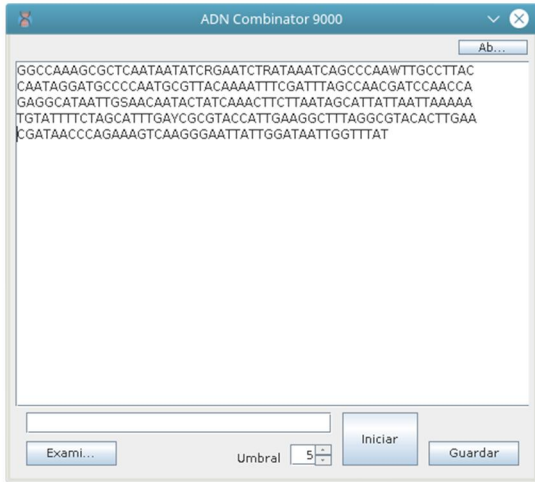 ADN Combinator 9000
Ab...
GGCCAAAGCGCTCAATAATATCRGAATCTRATAAATCAGCCCAAWTTGCCTTAC
CAATAGGATGCCCCAATGCGTTACAAAATTTCGATTTAGCCAACGATCCAACCA
GAGGCATAATTGSAACAATACTATCAAACTTCTTAATAGCATTATTAATTAAAAA
TGTATTTTCTAGCATTTGAYCGCGTACCATTGAAGGCTTTAGGCGTACACTTGAA
CGATAACCCAGAAAGTCAAGGGAATTATTGGATAATTGGTTTAT
Iniciar
Exami...
Umbral 5
Guardar